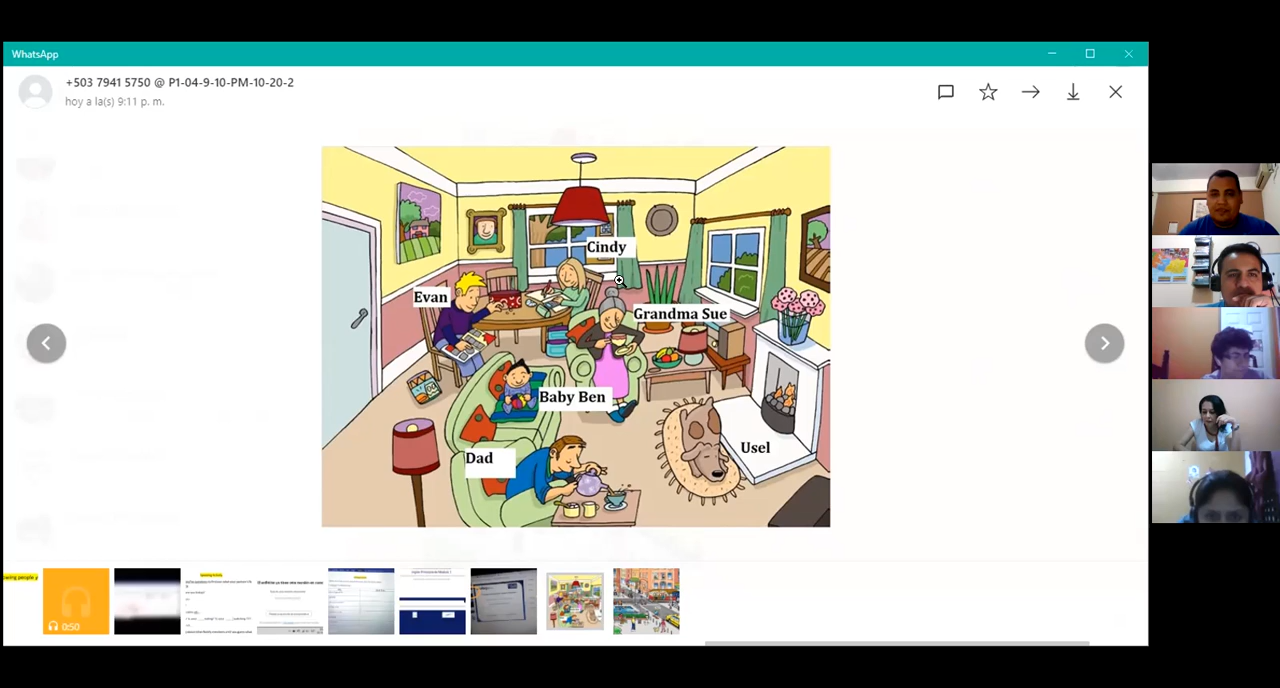 WhatsApp
+503 7941 5750 @ P1-04-9-10-PM-10-20-2
hoy a la(s) 9:11 p. m.
Cindy
Evan
Grandma Sue
Baby Ben
Dad
Usel
0:50